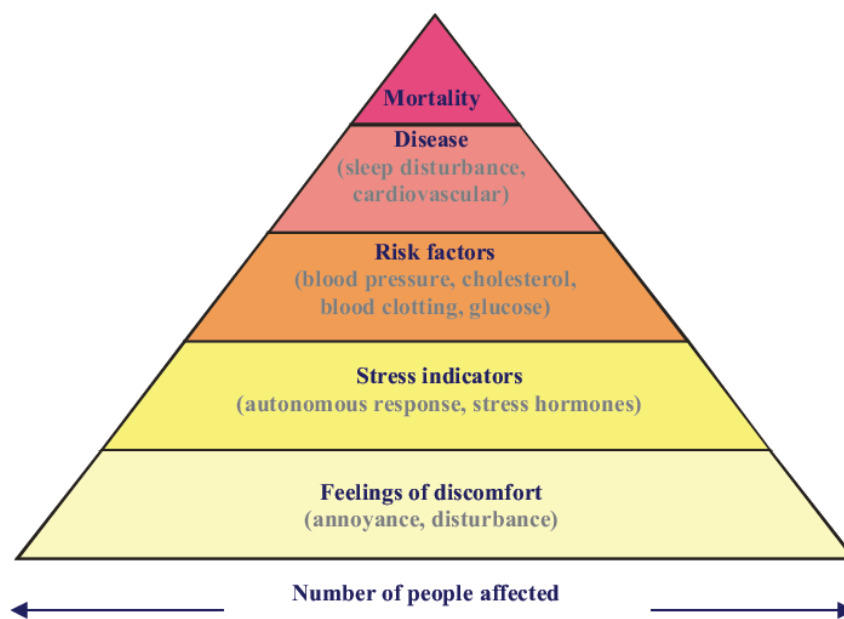 Mortality
Disease
(sleep disturbance,
cardiovascular)
Risk factors
(blood pressure, cholesterol,
blood clotting, glucose)
Stress indicators
(autonomous response, stress hormones)
Feelings of discomfort
(annoyance, disturbance)
Number of people affected